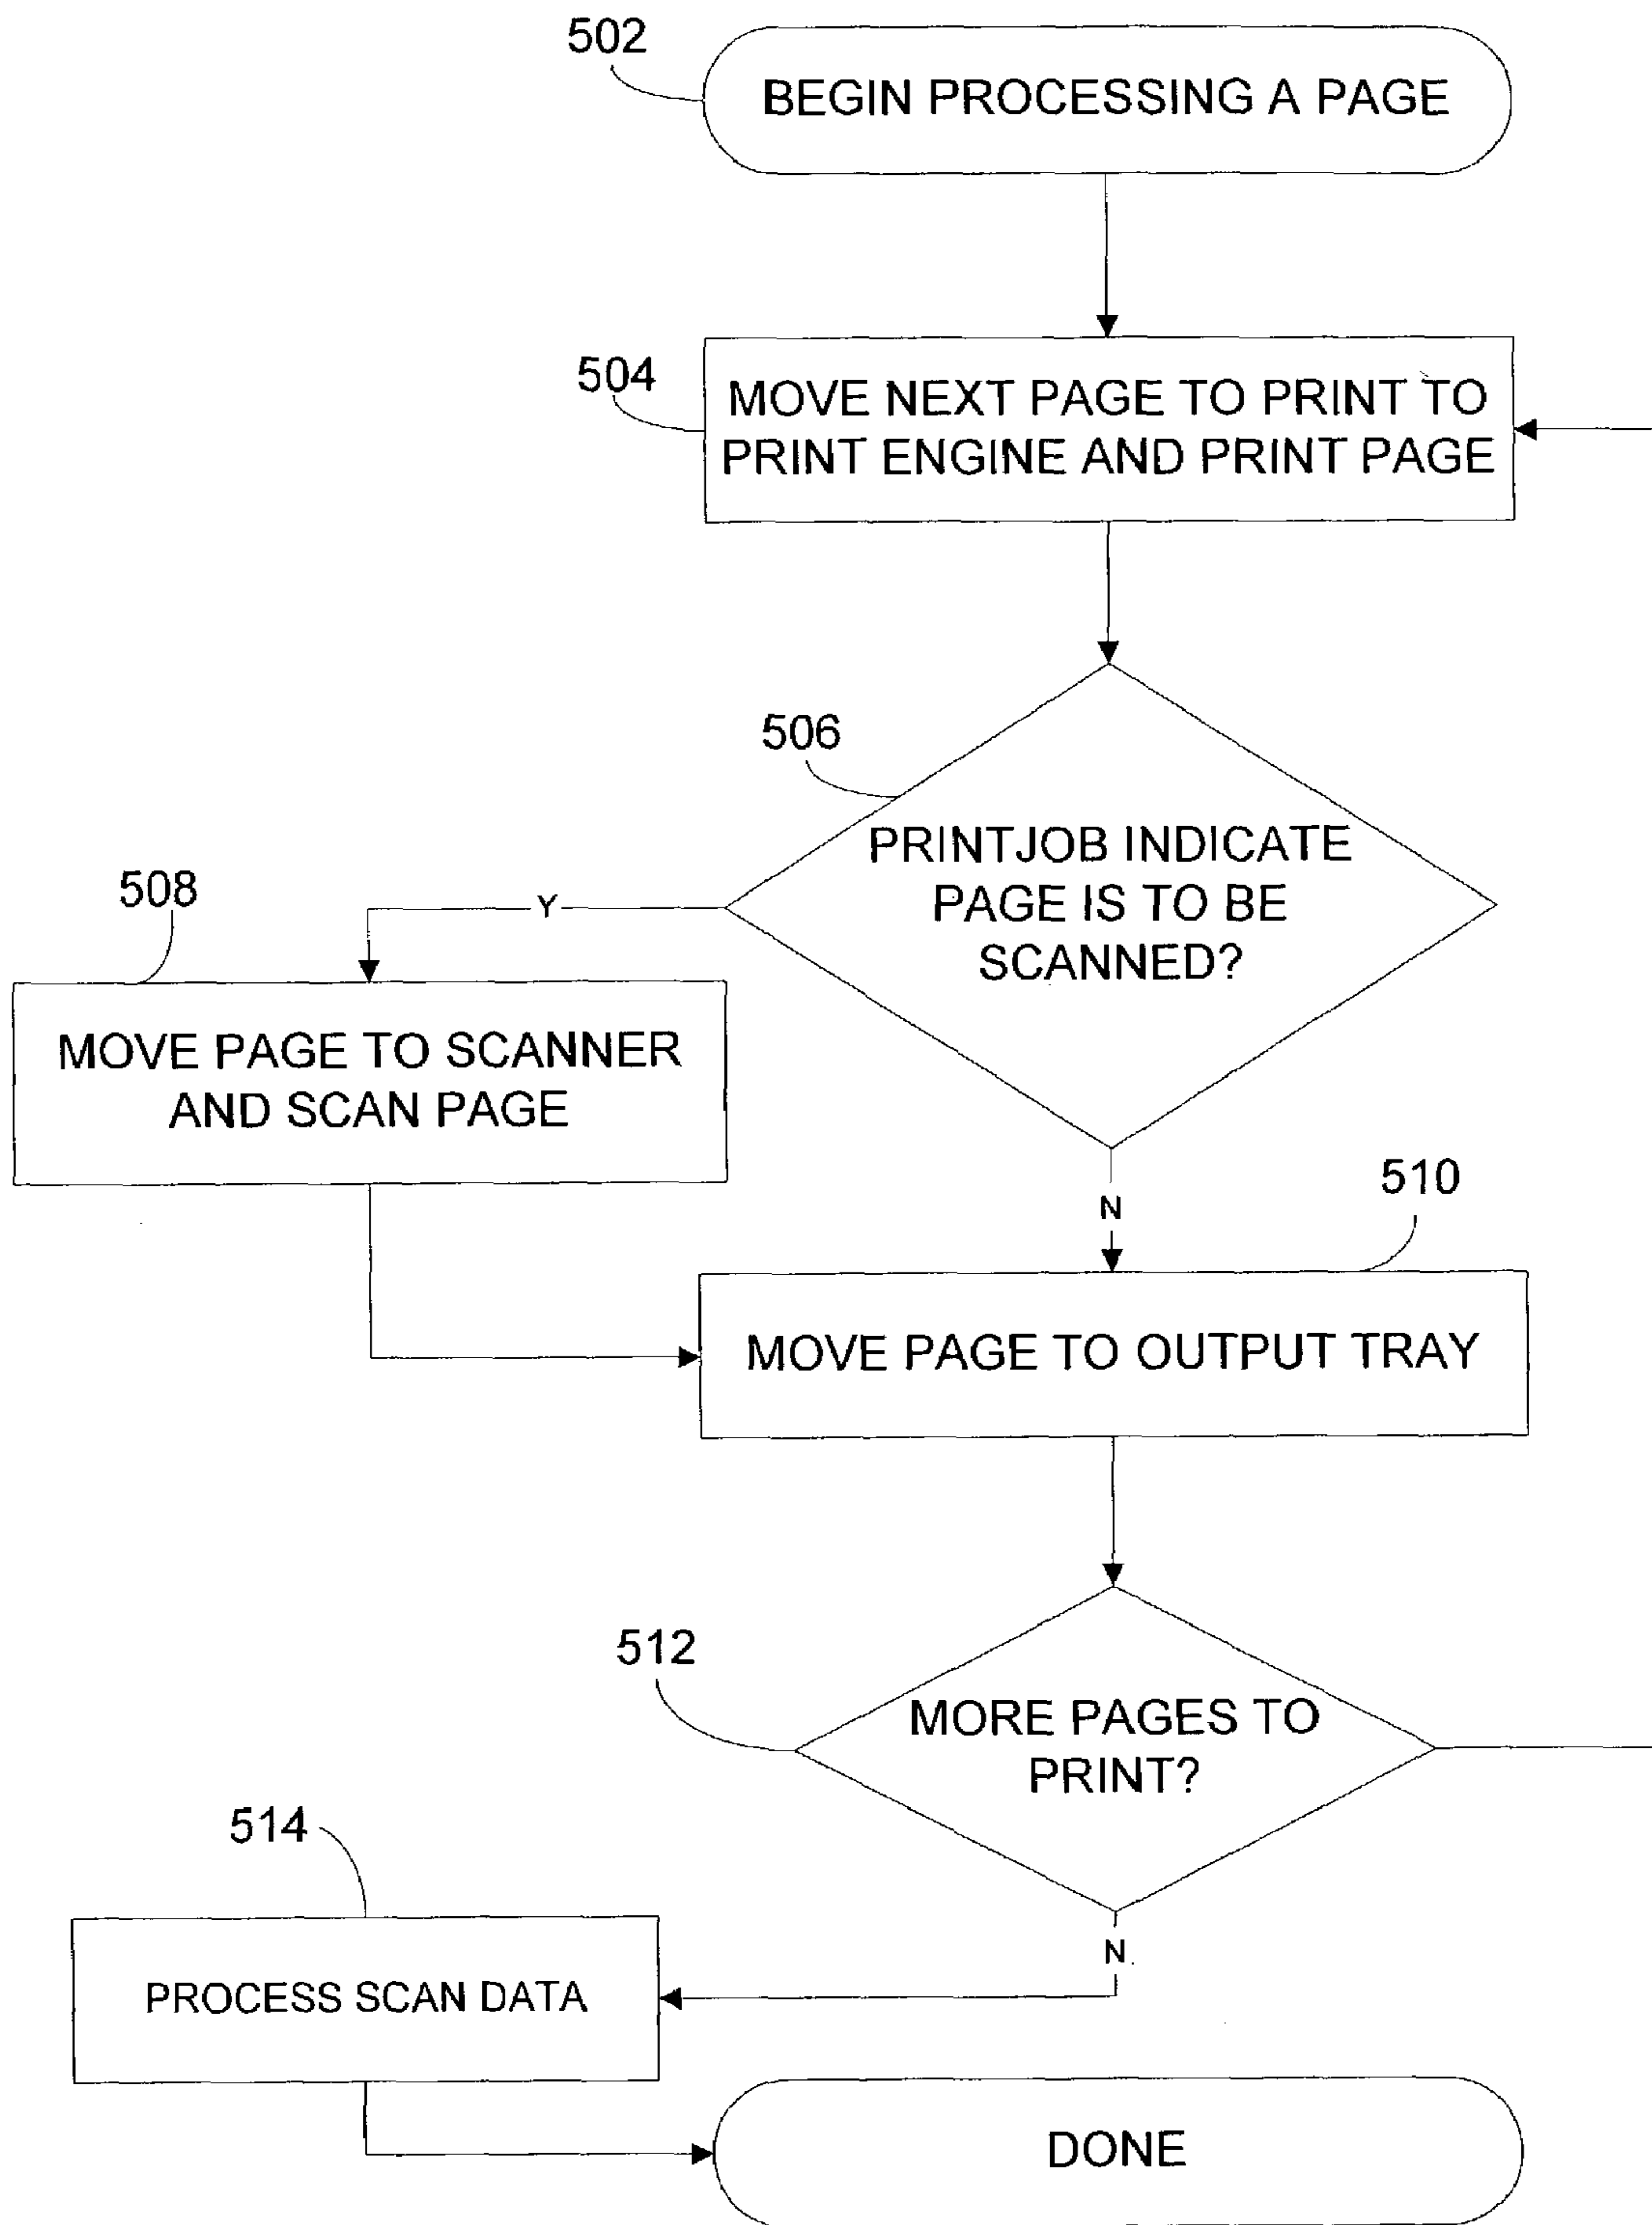 502
BEGIN PROCESSING A PAGE
504
MOVE NEXT PAGE TO PRINT TO
PRINT ENGINE AND PRINT PAGE
506
PRINTJOB INDICATE
PAGE IS TO BE
SCANNED?
Y
508
MOVE PAGE TO SCANNER
AND SCAN PAGE
N
510
MOVE PAGE TO OUTPUT TRAY
512
MORE PAGES TO
PRINT?
N
514
PROCESS SCAN DATA
DONE